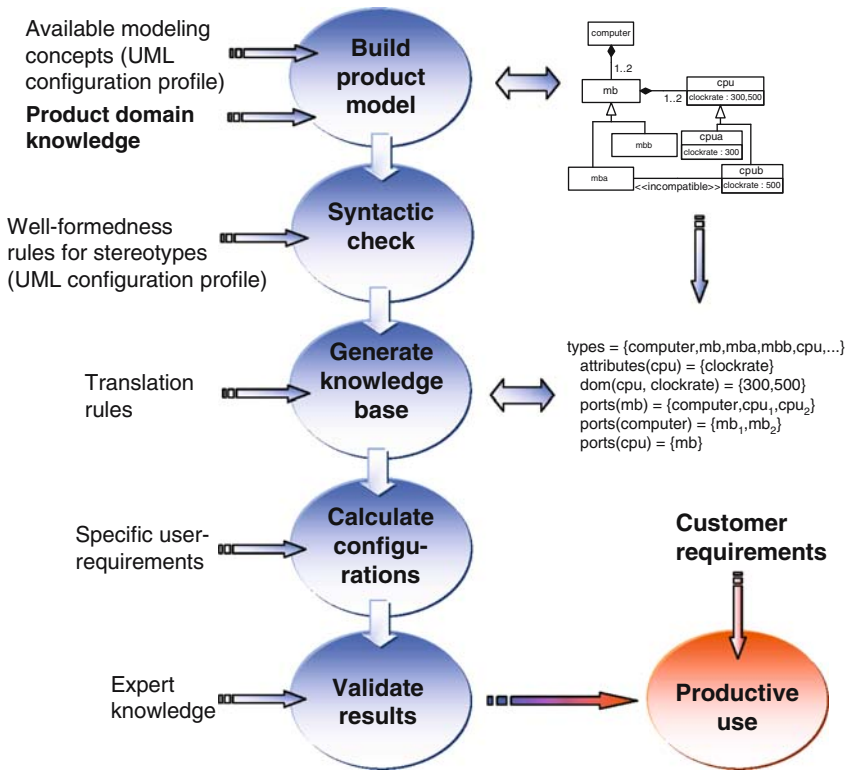 Available modeling
concepts (UML
configuration profile)
Product domain
knowledge
Build
product
model
computer
1..2
mb
1..2
cpu
clockrate : 300,500
cpua
clockrate : 300
mbb
mba
<<incompatible>>
cpub
clockrate : 500
Well-formedness
rules for stereotypes
(UML configuration profile)
Syntactic
check
Translation
rules
Generate
knowledge
base
types = {computer,mb,mba,mbb,cpu,...}
attributes(cpu) = {clockrate}
dom(cpu, clockrate) = {300,500}
ports(mb) = {computer,cpu₁,cpu₂}
ports(computer) = {mb₁,mb₂}
ports(cpu) = {mb}
Specific user-
requirements
Calculate
configu-
rations
Customer
requirements
Expert
knowledge
Validate
results
Productive
use